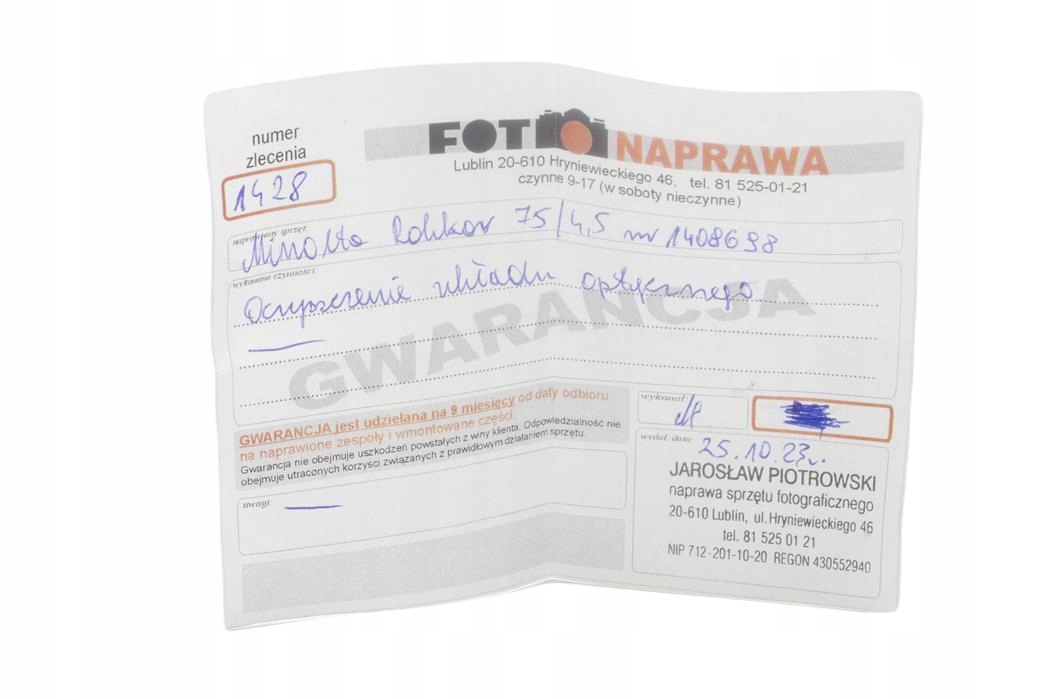 numer
zlecenia
1428
FOTO NAPRAWA
Lublin 20-610 Hryniewieckiego 46, tel. 81 525-01-21
czynne 9-17 (w soboty nieczynne)
naprawiony sprzęt:
Minolta Rokkor 75/4,5 nr 1408698
wykonane czynności:
Oczyszczenie układu optycznego
GWARANCJA
GWARANCJA jest udzielana na 9 miesięcy od daty odbioru
na naprawione zespoły i wmontowane części.
Gwarancja nie obejmuje uszkodzeń powstałych z winy klienta. Odpowiedzialność nie
obejmuje utraconych korzyści związanych z prawidłowym działaniem sprzętu.
wykonał:
uwagi:
wydał, dnia:
25.10.23r.
JAROSŁAW PIOTROWSKI
naprawa sprzętu fotograficznego
20-610 Lublin, ul. Hryniewieckiego 46
tel. 81 525 01 21
NIP 712-201-10-20 REGON 430552940